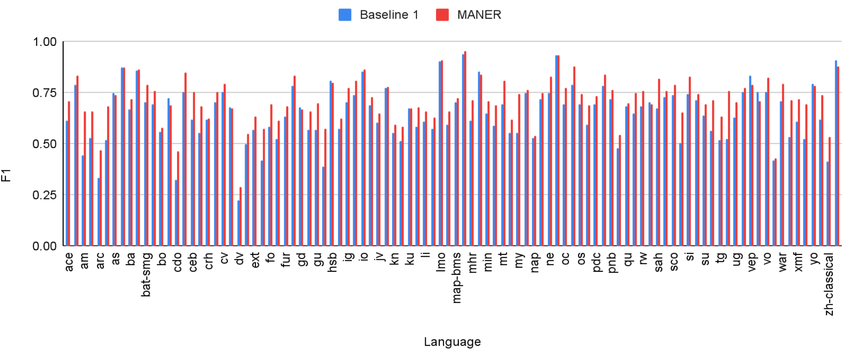 Baseline 1 MANER
1.00
0.75
0.50
0.25
0.00
F1
ace am arc as ba bat-smg bo cdo ceb crh cv dv ext fo fur gd gu hsb ig io jv kn ku li lmo map-bms mhr min mt my nap ne oc os pdc pnb qu rw sah sco si su tg ug vep vo war xmf yo zh-classical
Language